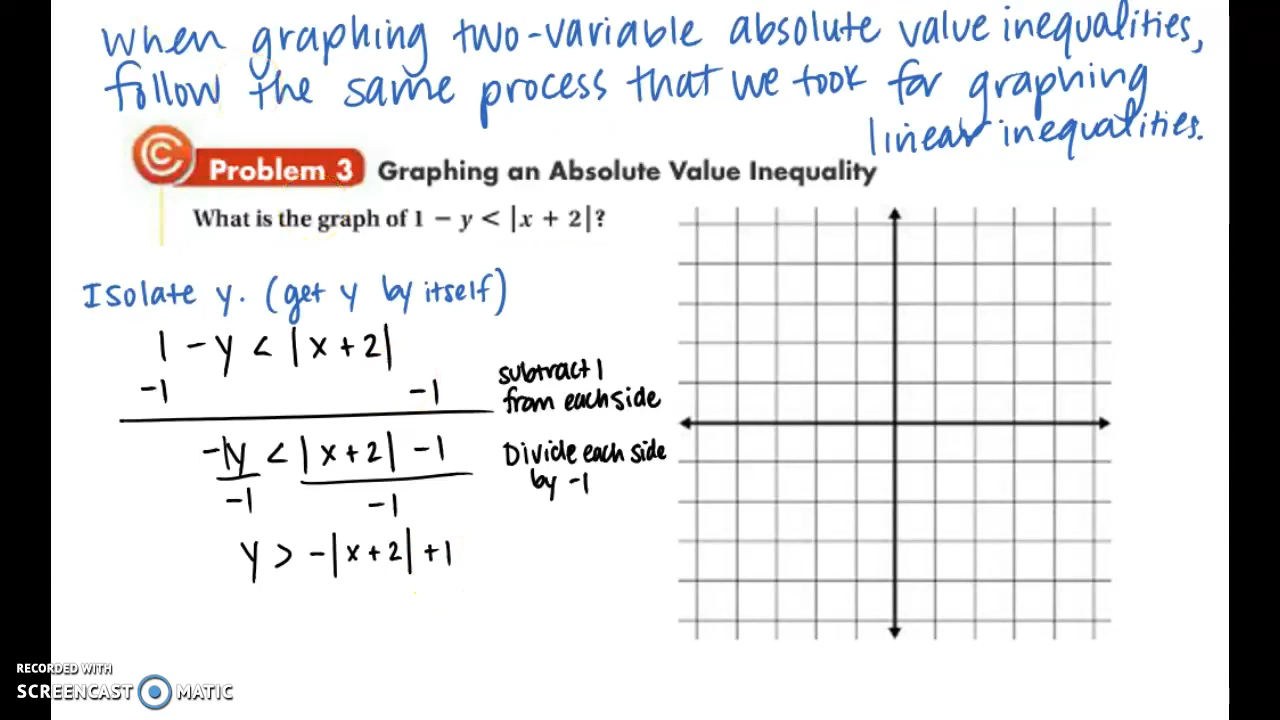 When graphing two-variable absolute value inequalities,
follow the same process that we took for graphing
linear inequalities.
C
Problem 3 Graphing an Absolute Value Inequality
What is the graph of 1 − y < |x + 2|?
Isolate y. (get y by itself)
1 - y < |x+2|
-1 -1
subtract 1
from each side
-1y < |x+2| -1
Divide each side
by -1
-1 -1
y > -|x+2| +1
RECORDED WITH
SCREENCAST MATIC